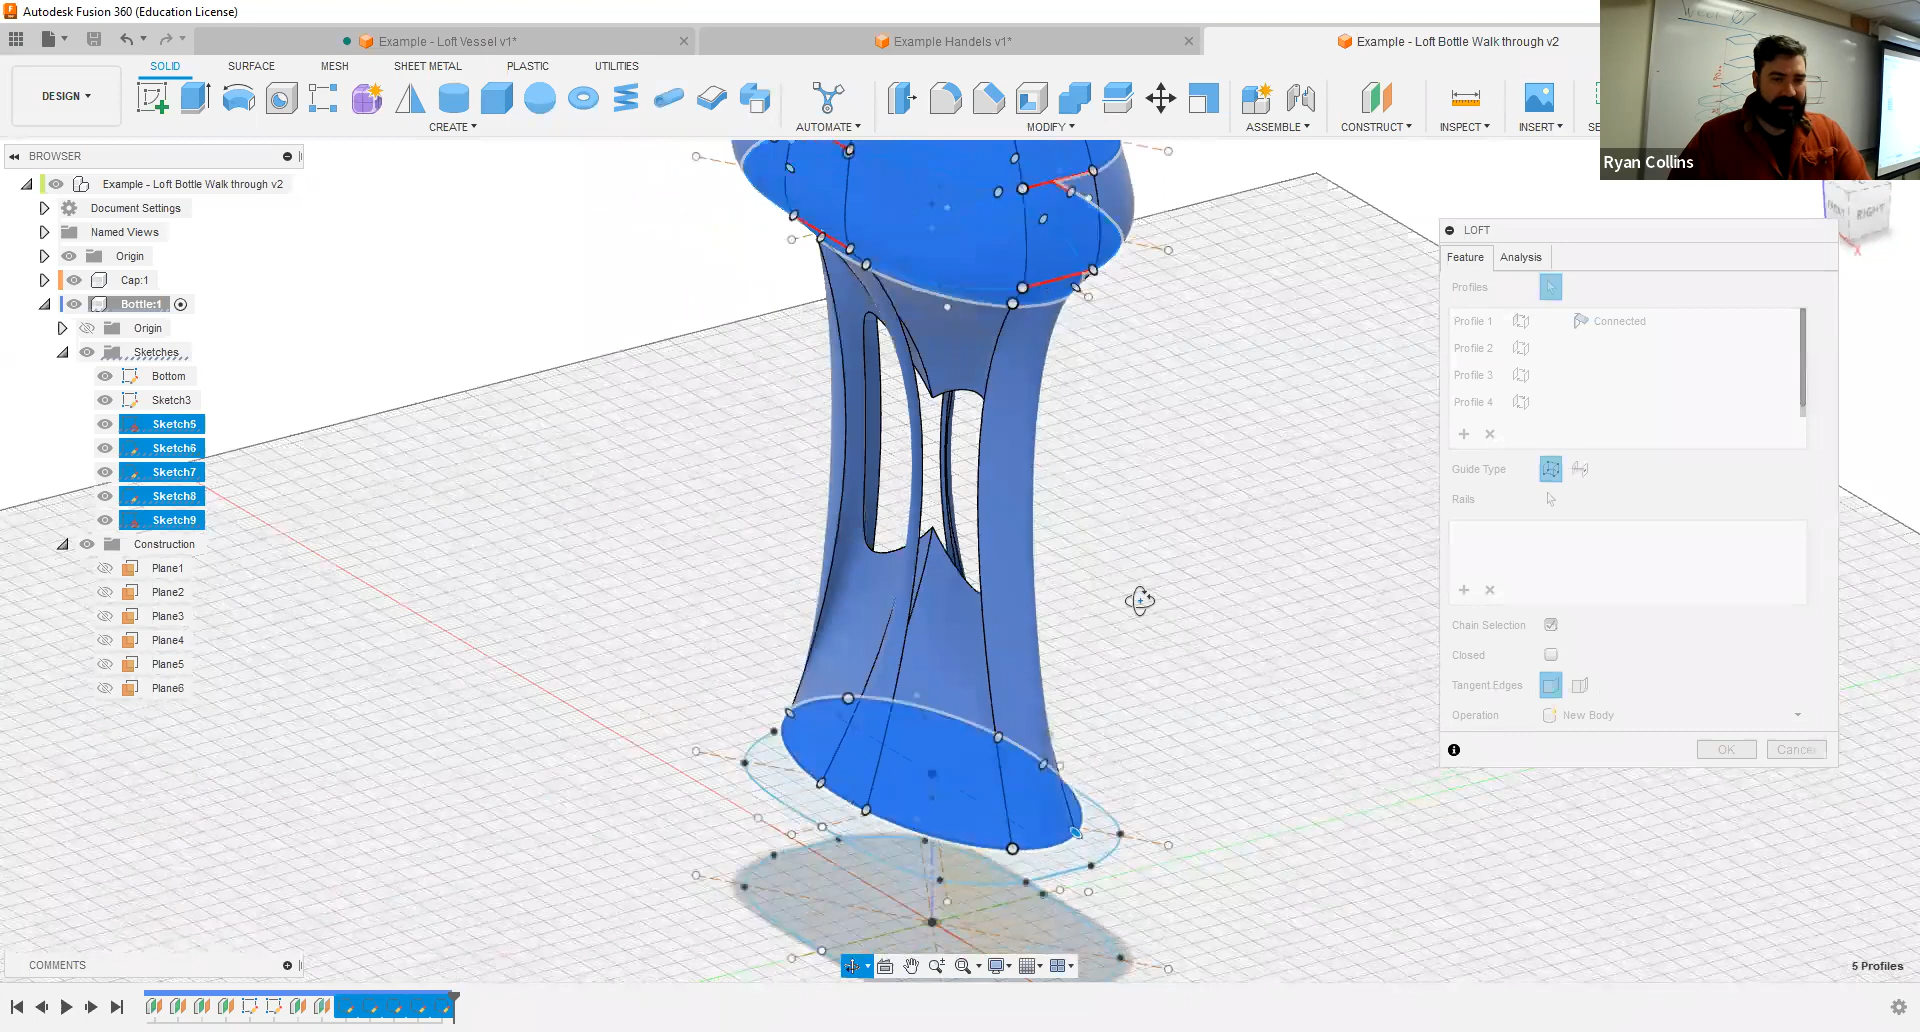 Autodesk Fusion 360 (Education License)
Example - Loft Vessel v1*
Example Handels v1*
Example - Loft Bottle Walk through v2
DESIGN
SOLID
SURFACE
MESH
SHEET METAL
PLASTIC
UTILITIES
CREATE
AUTOMATE
MODIFY
ASSEMBLE
CONSTRUCT
INSPECT
INSERT
SE
Ryan Collins
BROWSER
Example - Loft Bottle Walk through v2
Document Settings
Named Views
Origin
Cap:1
Bottle:1
Origin
Sketches
Bottom
Sketch3
Sketch5
Sketch6
Sketch7
Sketch8
Sketch9
Construction
Plane1
Plane2
Plane3
Plane4
Plane5
Plane6
RIGHT
LOFT
Feature
Analysis
Profiles
Profile 1 Connected
Profile 2
Profile 3
Profile 4
Guide Type
Rails
Chain Selection
Closed
Tangent Edges
Operation New Body
OK
Cancel
COMMENTS
5 Profiles